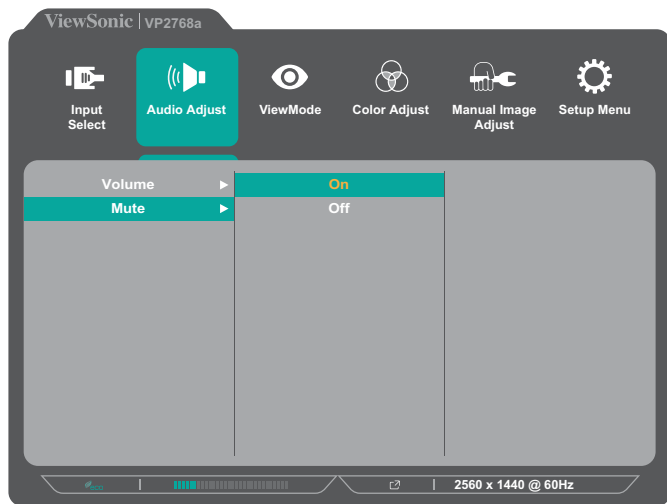 ViewSonic | VP2768a
Input Select
Audio Adjust
ViewMode
Color Adjust
Manual Image Adjust
Setup Menu
Volume
Mute
On
Off
2560 x 1440 @ 60Hz